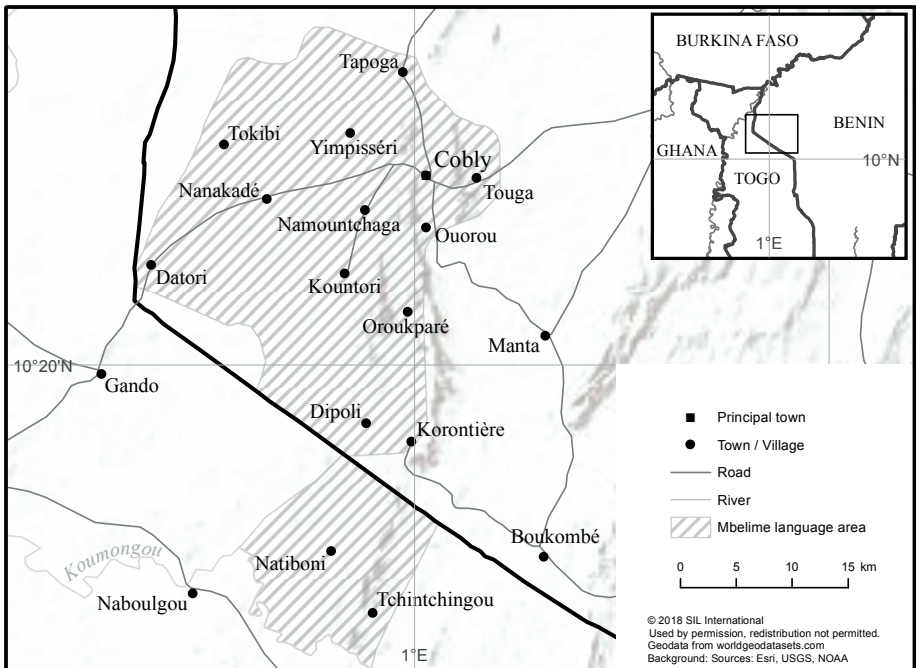 BURKINA FASO
BENIN
GHANA
10°N
TOGO
1°E
Tapoga
Tokibi
Yimpisséri
Cobly
Touga
Nanakadé
Namountchaga
Ouorou
Datori
Kountori
Oroukparé
Manta
10°20'N
Gando
Dipoli
Korontière
Boukombé
Koumongou
Natiboni
Naboulgou
Tchintchingou
1°E
Principal town
Town / Village
Road
River
Mbelime language area
0 5 10 15 km
© 2018 SIL International
Used by permission, redistribution not permitted.
Geodata from worldgeodatasets.com
Background: Sources: Esri, USGS, NOAA